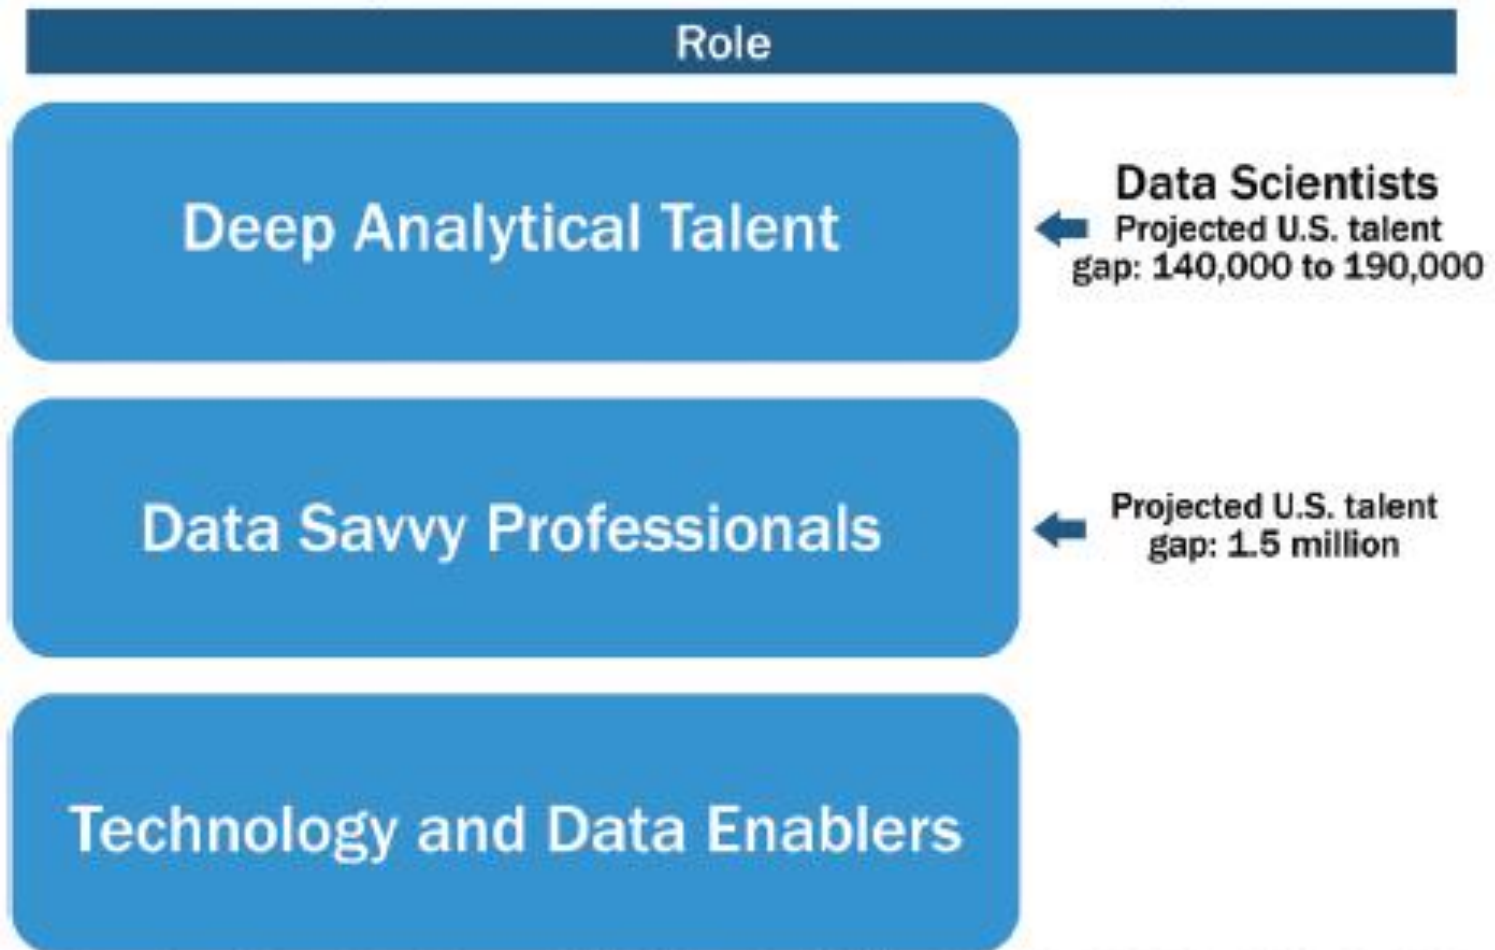 Role
Deep Analytical Talent
Data Scientists
Projected U.S. talent
gap: 140,000 to 190,000
Data Savvy Professionals
Projected U.S. talent
gap: 1.5 million
Technology and Data Enablers